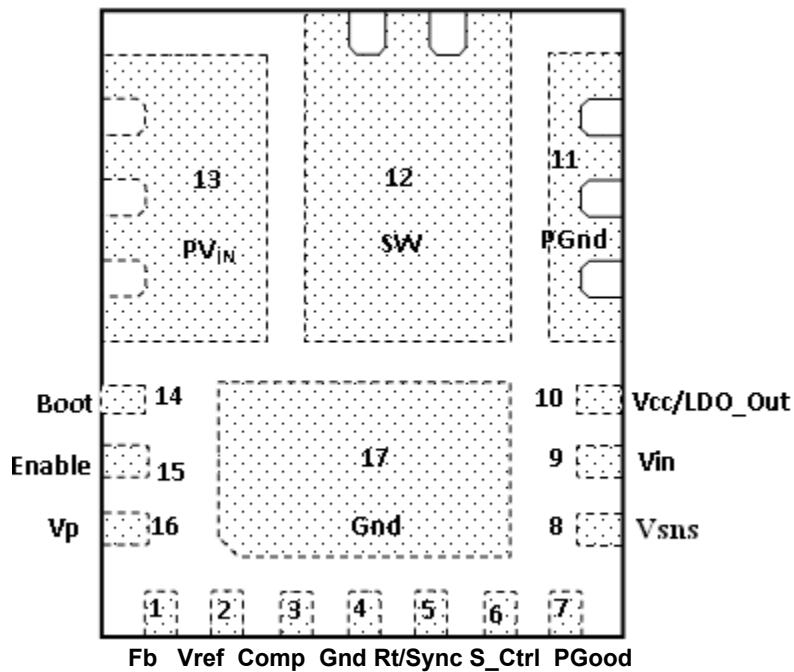 13 12 11
PVIN SW PGnd
Boot 14 10 Vcc/LDO_Out
Enable 15 17 9 Vin
Vp 16 Gnd 8 Vsns
1 2 3 4 5 6 7
Fb Vref Comp Gnd Rt/Sync S_Ctrl PGood